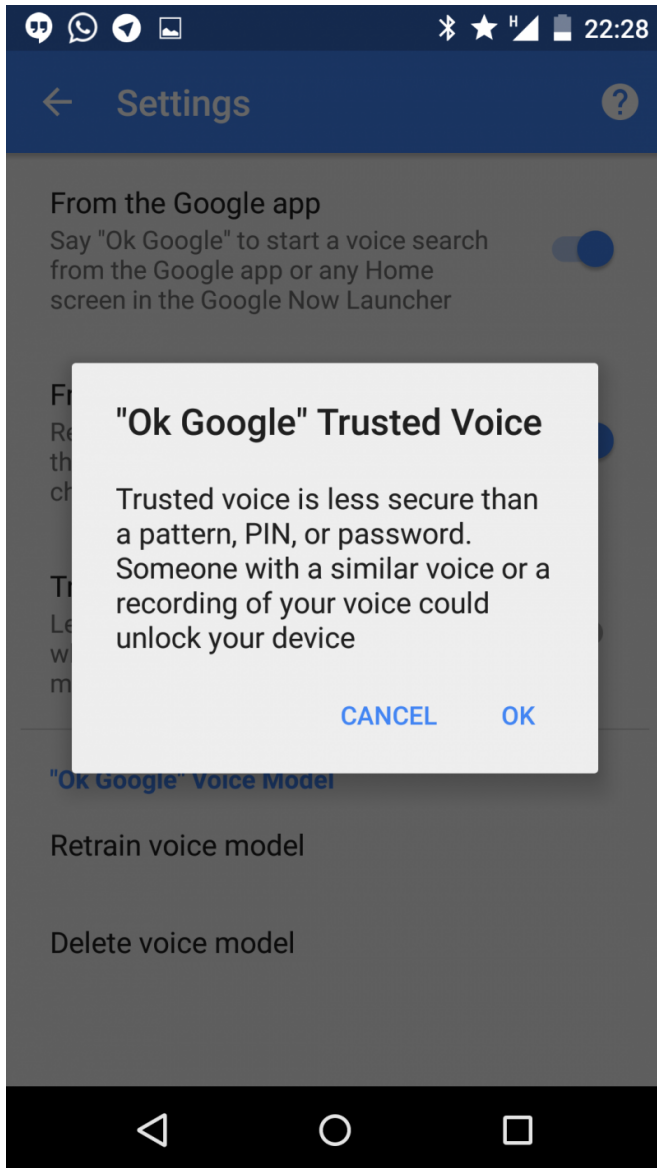 H 22:28
Settings
From the Google app
Say "Ok Google" to start a voice search
from the Google app or any Home
screen in the Google Now Launcher
"Ok Google" Trusted Voice
Trusted voice is less secure than
a pattern, PIN, or password.
Someone with a similar voice or a
recording of your voice could
unlock your device
CANCEL OK
"Ok Google" Voice Model
Retrain voice model
Delete voice model